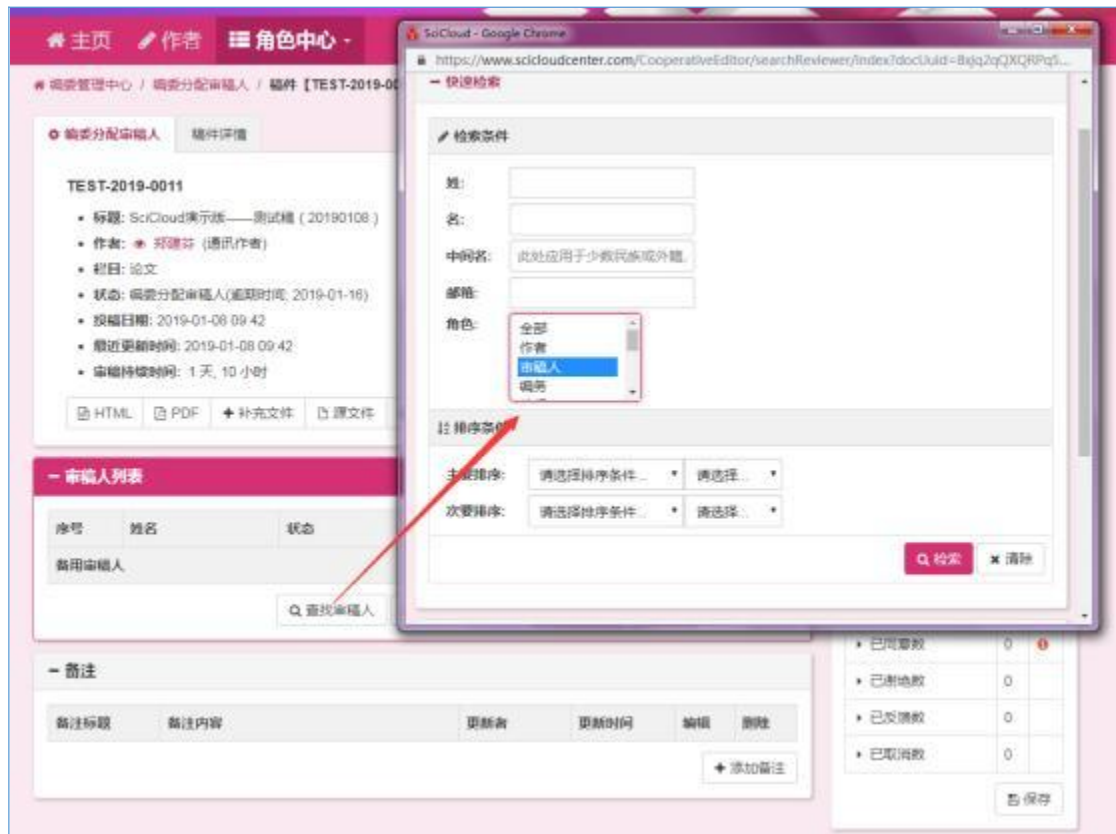 主页 作者 角色中心
编委管理中心 / 编委分配审稿人 / 稿件【TEST-2019-00
编委分配审稿人 稿件详情
TEST-2019-0011
标题: SciCloud演示版——测试稿 ( 20190108 )
作者: 郑建芬 (通讯作者)
栏目: 论文
状态: 编委分配审稿人(逾期时间: 2019-01-16)
投稿日期: 2019-01-08 09:42
最近更新时间: 2019-01-08 09:42
审稿持续时间: 1 天, 10 小时
HTML PDF 补充文件 源文件
审稿人列表
序号 姓名 状态
备用审稿人
查找审稿人
备注
备注标题 备注内容 更新者 更新时间 编辑 删除
添加备注
SciCloud - Google Chrome
https://www.scicloudcenter.com/CooperativeEditor/searchReviewer/index?docUuid=
快速检索
检索条件
姓:
名:
中间名: 此处应用于少数民族或外籍
邮箱:
角色:
全部
作者
审稿人
编务
排序条件
主要排序: 请选择排序条件... 请选择...
次要排序: 请选择排序条件... 请选择...
检索 清除
已同意数 0
已谢绝数 0
已反馈数 0
已取消数 0
保存